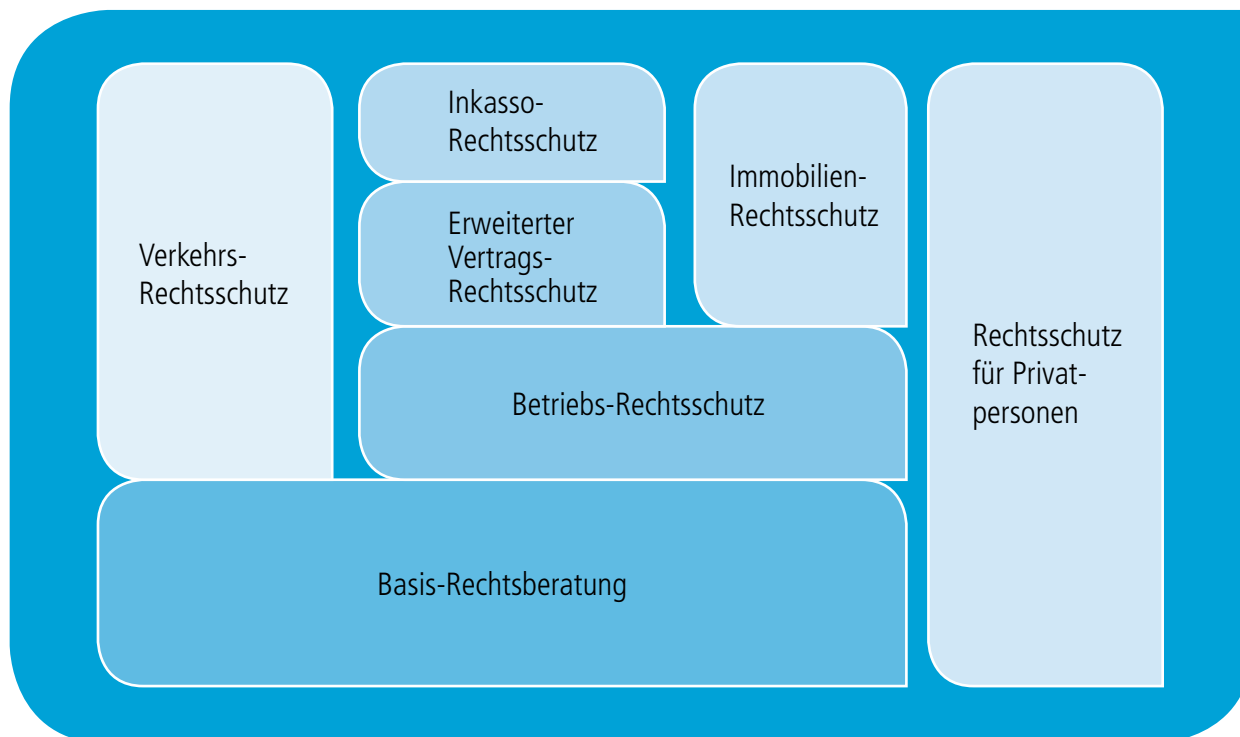 Inkasso-
Rechtsschutz
Immobilien-
Rechtsschutz
Erweiterter
Vertrags-
Rechtsschutz
Verkehrs-
Rechtsschutz
Rechtsschutz
für Privat-
personen
Betriebs-Rechtsschutz
Basis-Rechtsberatung